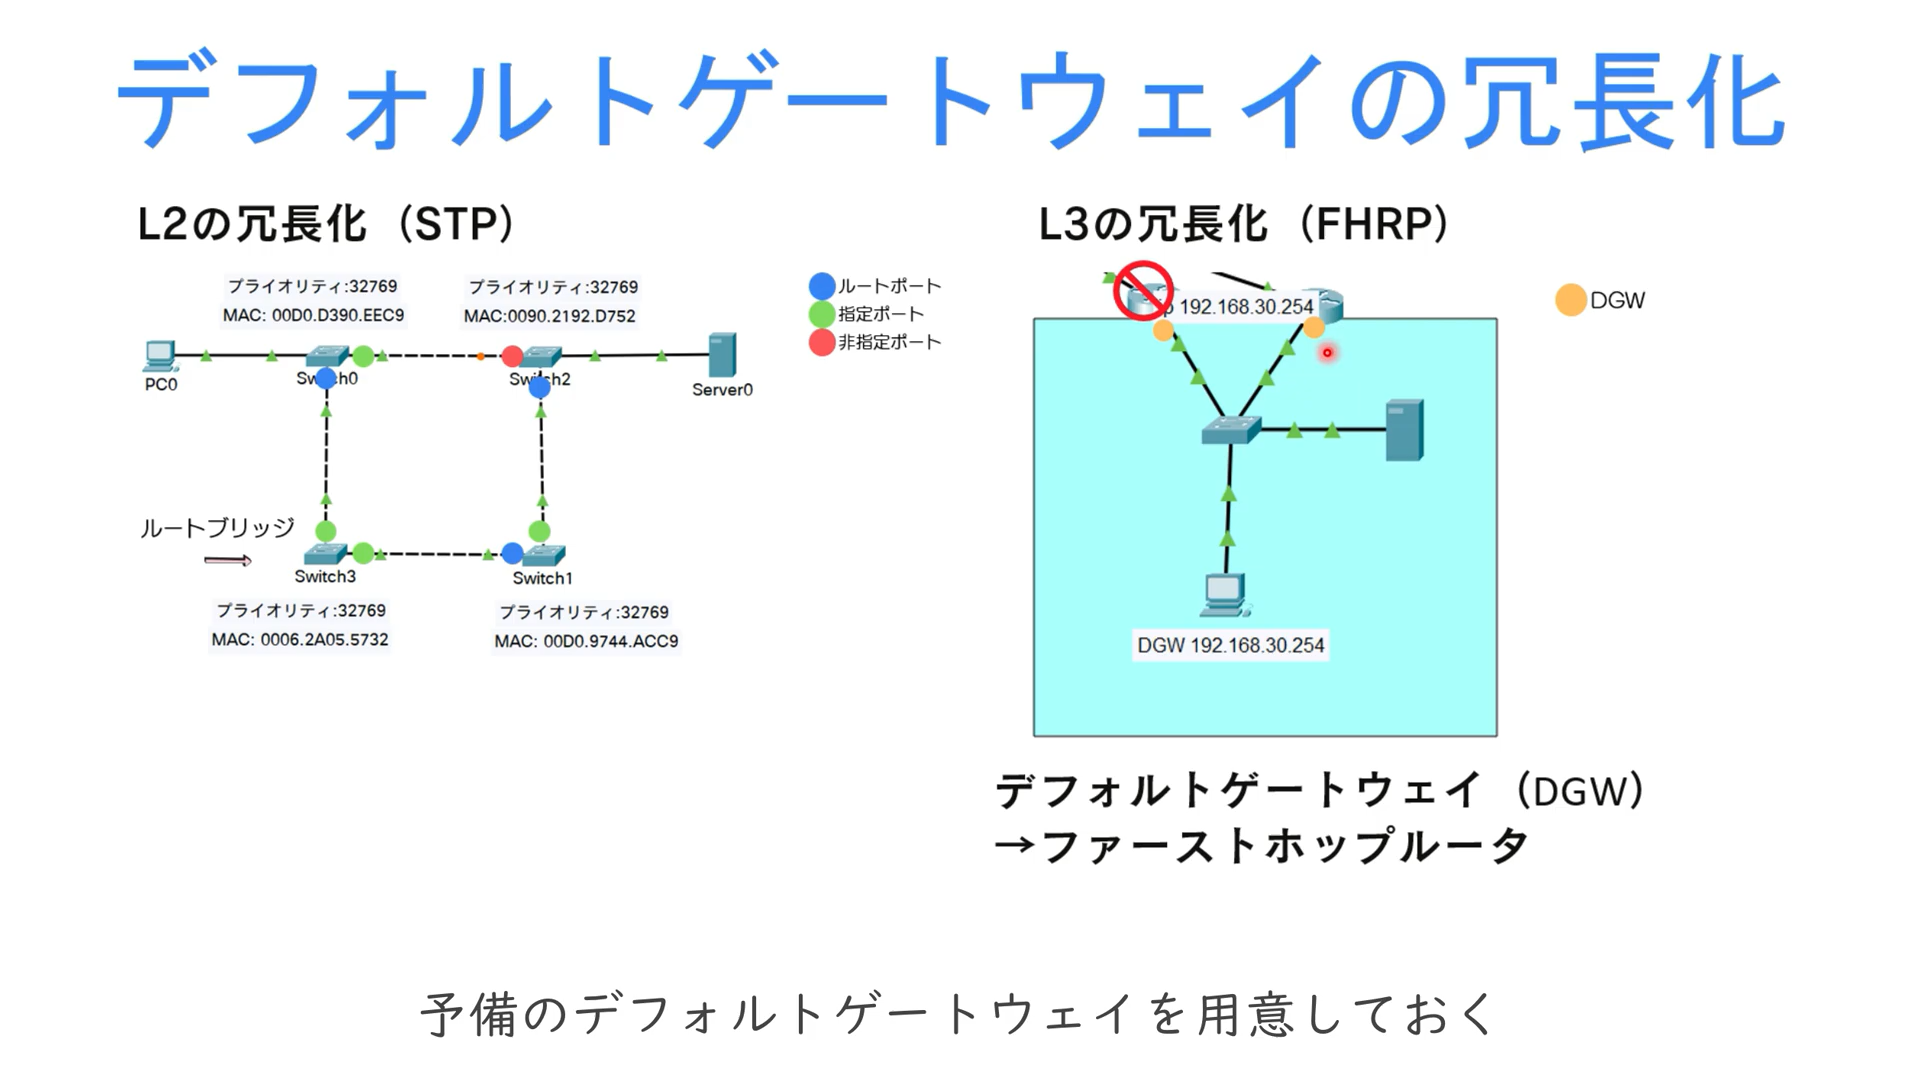 デフォルトゲートウェイの冗長化
L2の冗長化（STP）
プライオリティ:32769
MAC: 00D0.D390.EEC9
プライオリティ:32769
MAC:0090.2192.D752
ルートポート
指定ポート
非指定ポート
PC0
Switch0
Switch2
Server0
ルートブリッジ
Switch3
Switch1
プライオリティ:32769
MAC: 0006.2A05.5732
プライオリティ:32769
MAC: 00D0.9744.ACC9
L3の冗長化（FHRP）
192.168.30.254
DGW
DGW 192.168.30.254
デフォルトゲートウェイ（DGW）
→ファーストホップルータ
予備のデフォルトゲートウェイを用意しておく